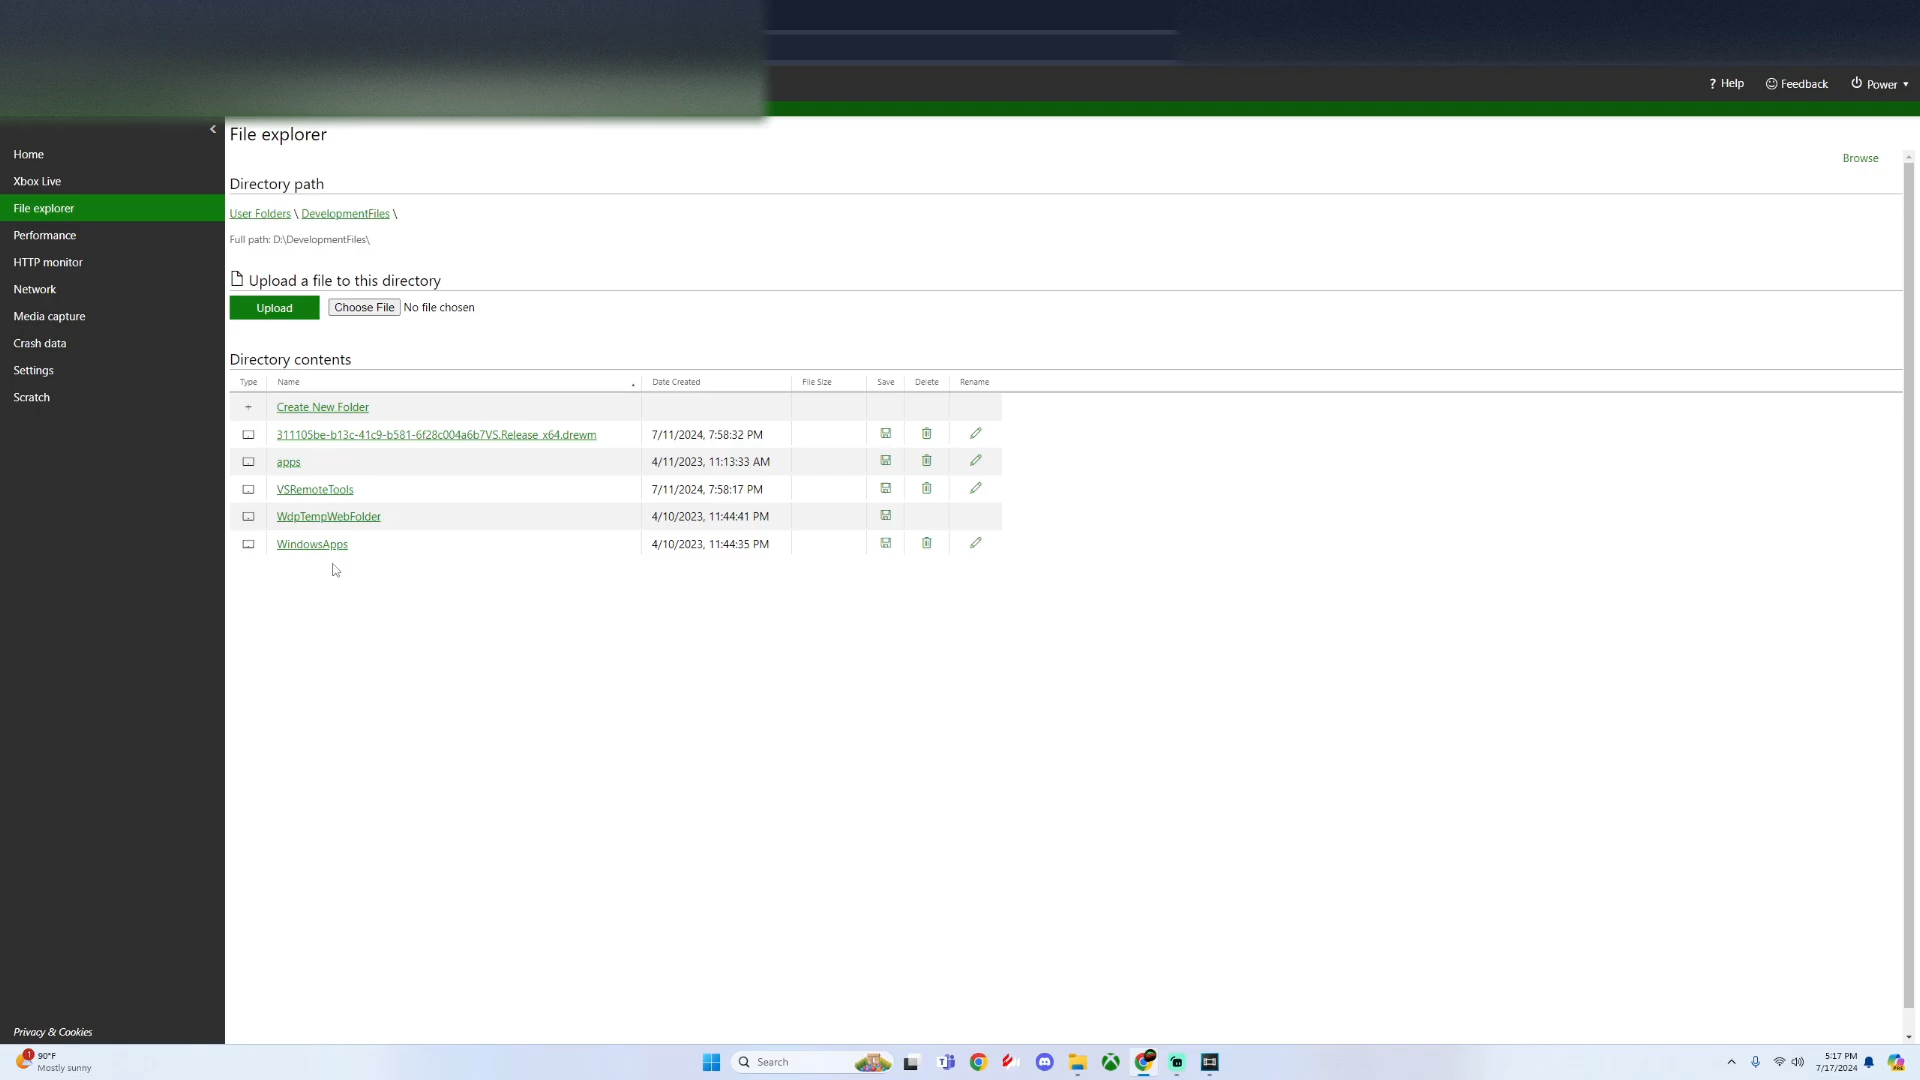 ? Help
Feedback
Power
File explorer
Home
Browse
Xbox Live
Directory path
File explorer
User Folders \ DevelopmentFiles \
Performance
Full path: D:\DevelopmentFiles\
HTTP monitor
Upload a file to this directory
Network
Upload
Choose File No file chosen
Media capture
Crash data
Directory contents
Settings
Type Name Date Created File Size Save Delete Rename
Scratch
+ Create New Folder
311105be-b13c-41c9-b581-6f28c004a6b7VS.Release_x64.drewm 7/11/2024, 7:58:32 PM
apps 4/11/2023, 11:13:33 AM
VSRemoteTools 7/11/2024, 7:58:17 PM
WdpTempWebFolder 4/10/2023, 11:44:41 PM
WindowsApps 4/10/2023, 11:44:35 PM
Privacy & Cookies
1
90°F
Mostly sunny
Search
5:17 PM
7/17/2024
PRE